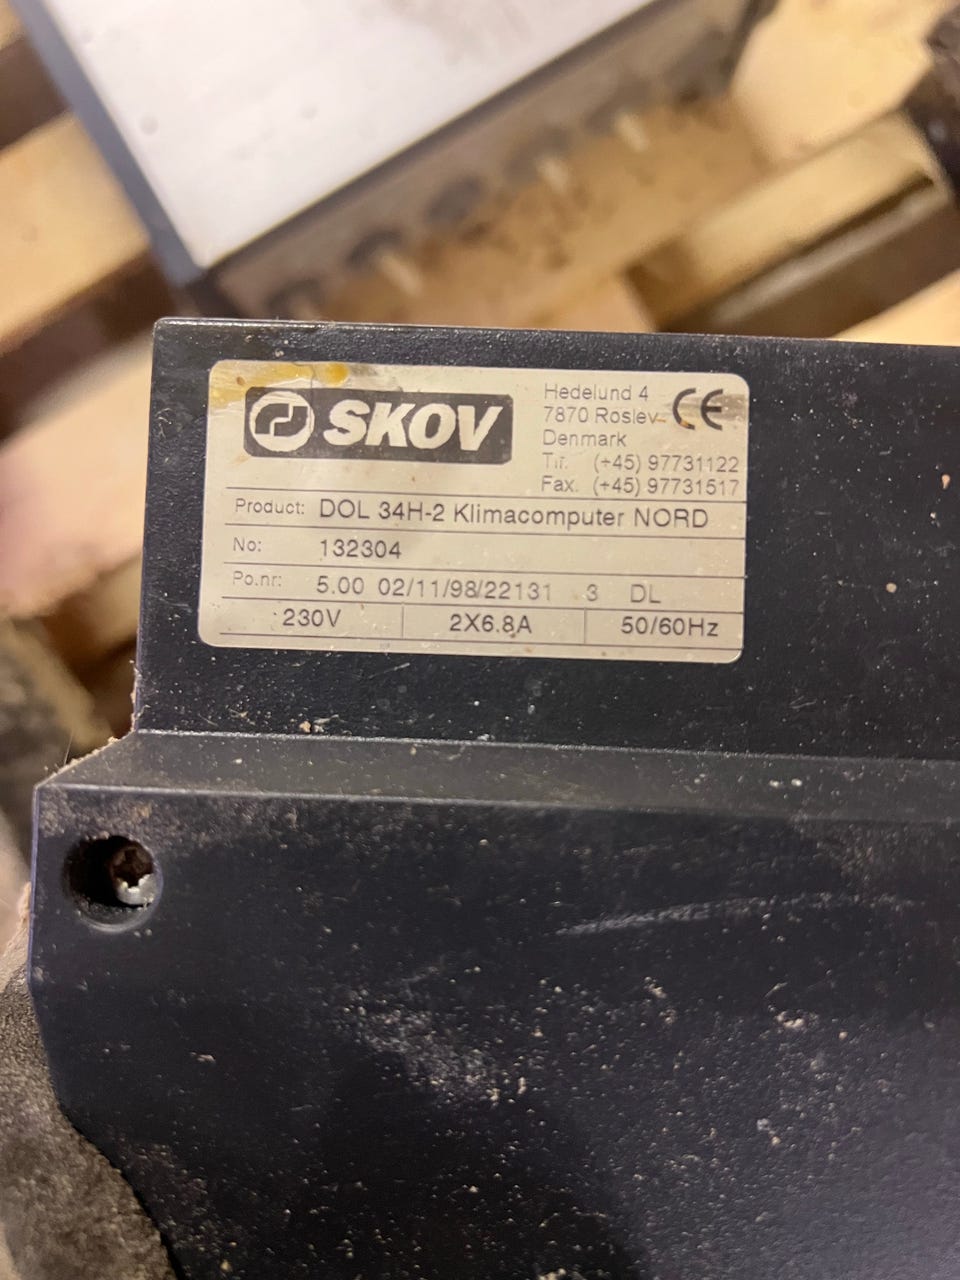 SKOV
Hedelund 4
7870 Roslev
Denmark
Tlf. (+45) 97731122
Fax. (+45) 97731517
CE
Product: DOL 34H-2 Klimacomputer NORD
No: 132304
Po.nr: 5.00 02/11/98/22131 3 DL
230V 2X6.8A 50/60Hz